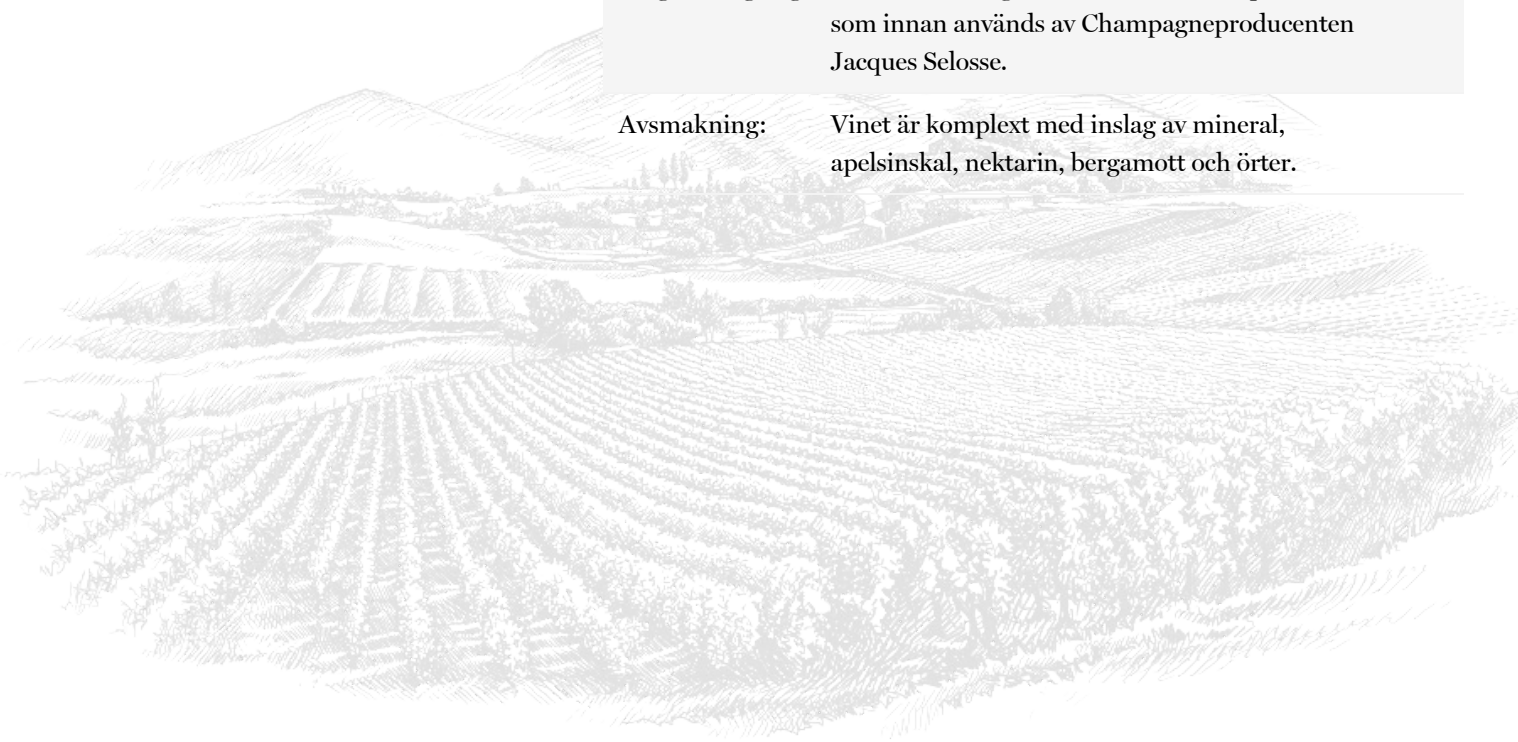 som innan används av Champagneproducenten
Jacques Selosse.
Avsmakning: Vinet är komplext med inslag av mineral,
apelsinskal, nektarin, bergamott och örter.